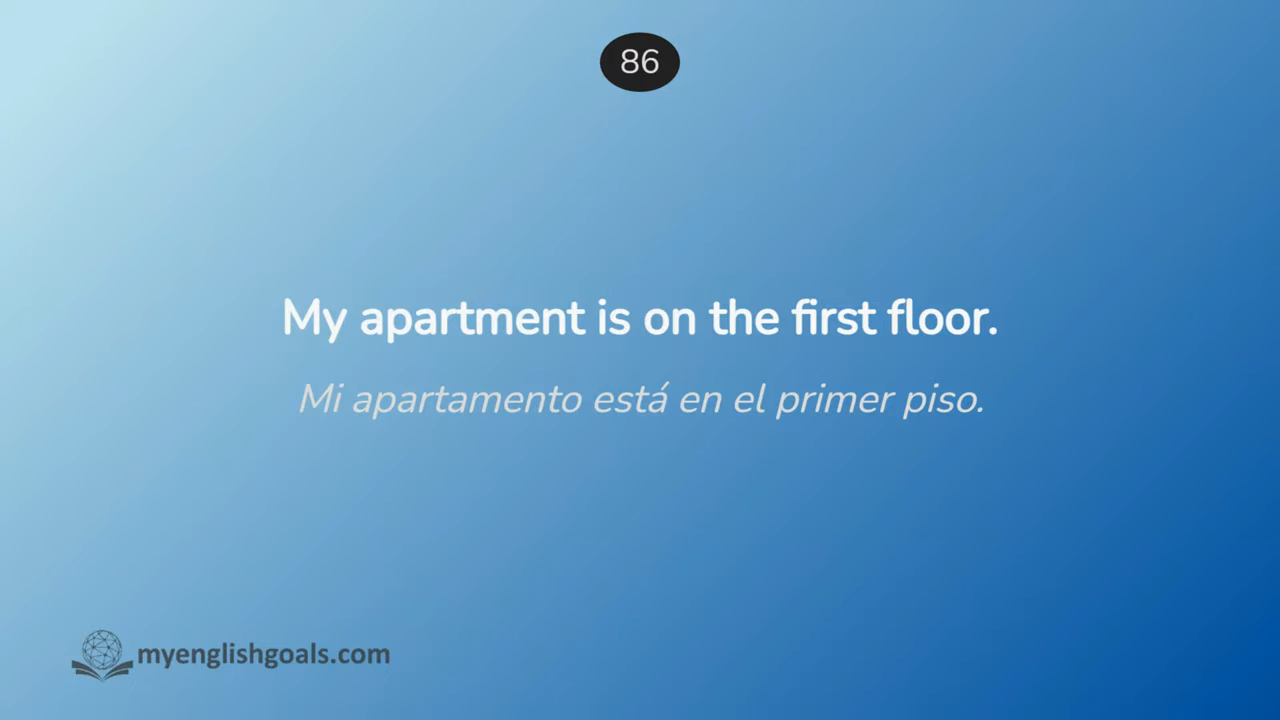 86
My apartment is on the first floor.
Mi apartamento está en el primer piso.
myenglishgoals.com